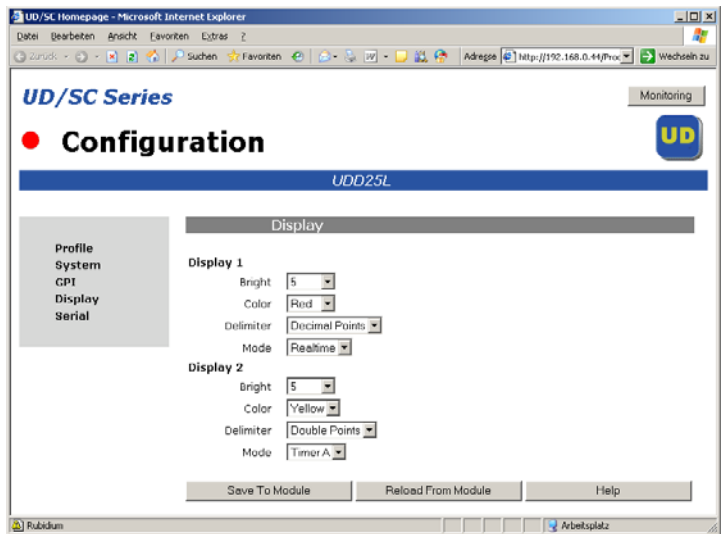 UD/SC Homepage - Microsoft Internet Explorer
Datei Bearbeiten Ansicht Favoriten Extras ?
Zurück Suchen Favoriten Adresse http://192.168.0.44/Proc Wechseln zu
UD/SC Series
Monitoring
Configuration
UD
UDD25L
Display
Profile
System
GPI
Display
Serial
Display 1
Bright 5
Color Red
Delimiter Decimal Points
Mode Realtime
Display 2
Bright 5
Color Yellow
Delimiter Double Points
Mode Timer A
Save To Module Reload From Module Help
Rubidium Arbeitsplatz